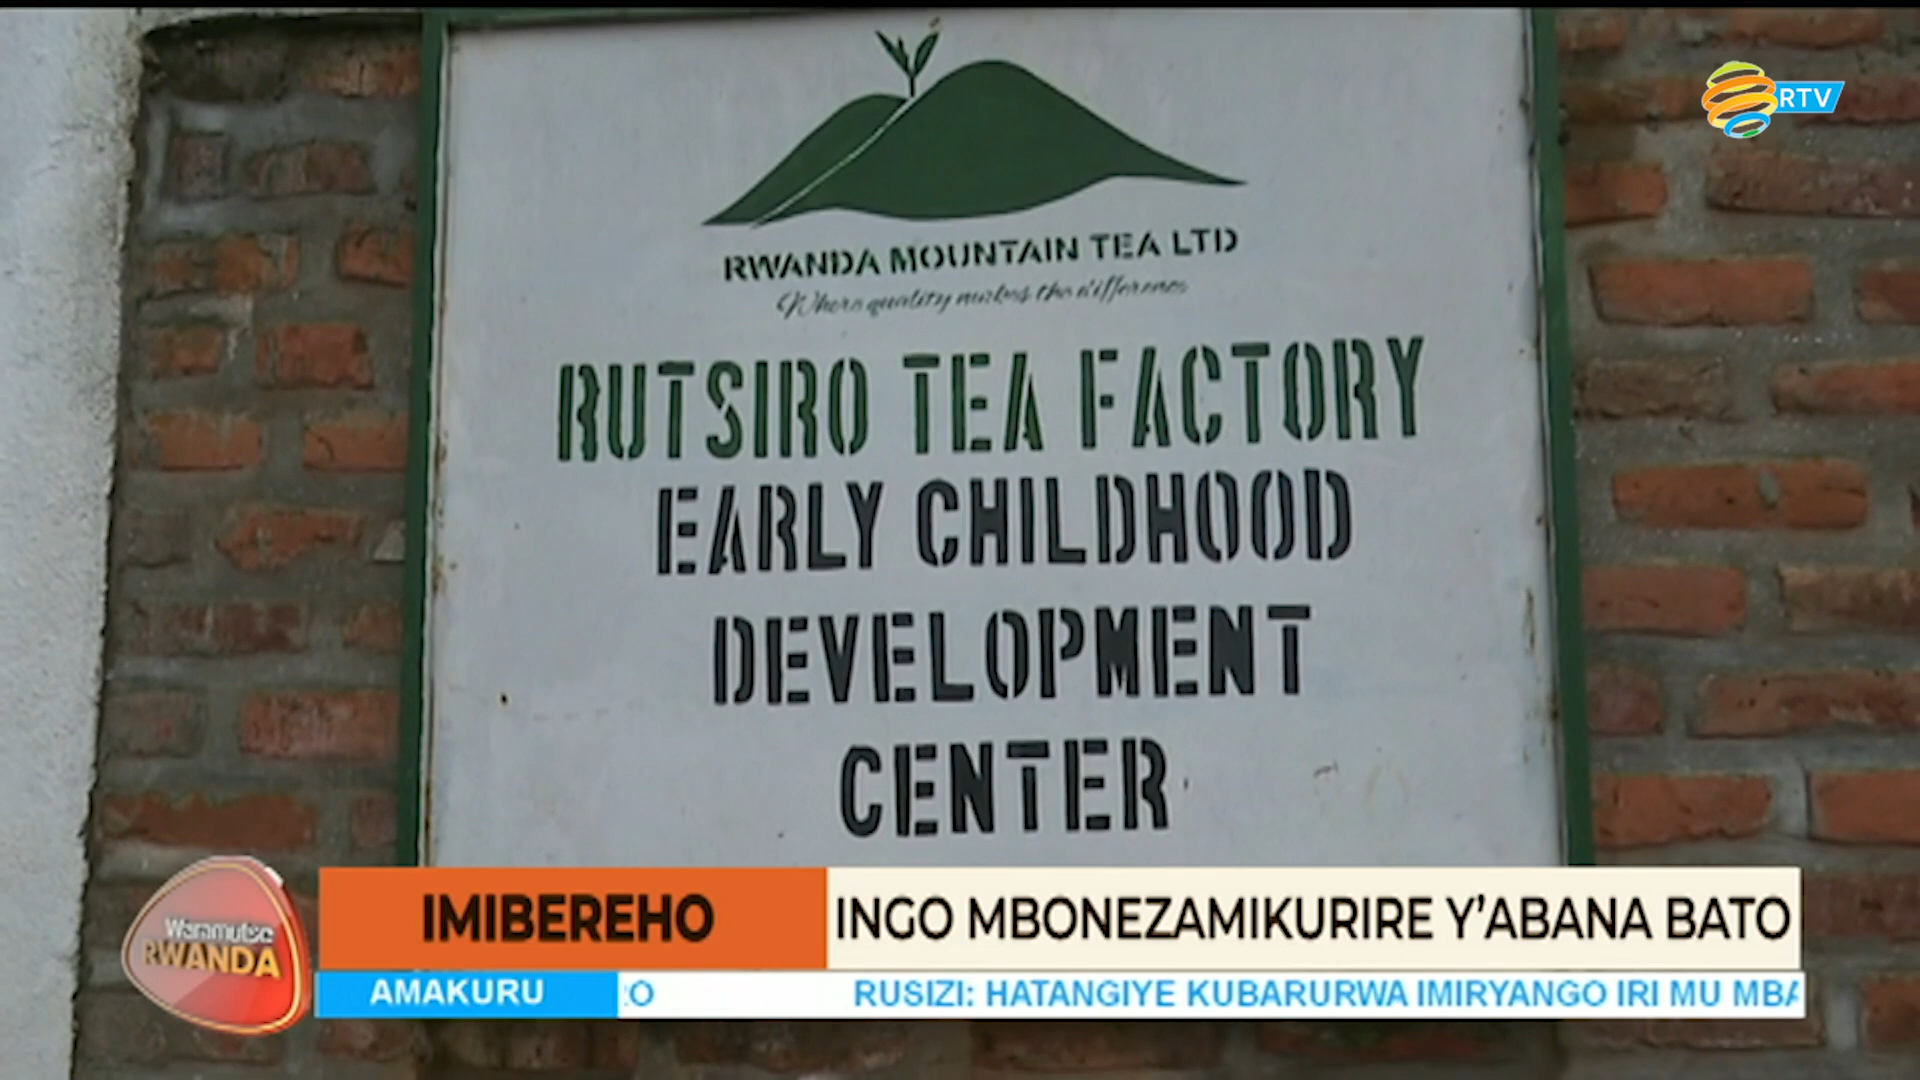 RTV
RWANDA MOUNTAIN TEA LTD
Where quality makes the difference
RUTSIRO TEA FACTORY
EARLY CHILDHOOD
DEVELOPMENT
CENTER
Waramutse
RWANDA
IMIBEREHO
INGO MBONEZAMIKURIRE Y'ABANA BATO
AMAKURU
RUSIZI: HATANGIYE KUBARURWA IMIRYANGO IRI MU